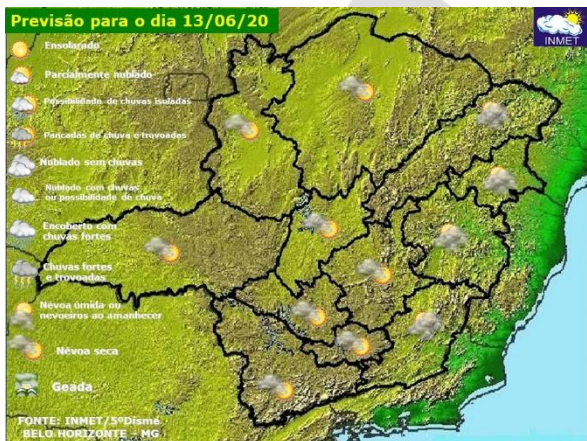 Previsão para o dia 13/06/20
INMET
Ensolarado
Parcialmente nublado
Possibilidade de chuvas isoladas
Pancadas de chuva e trovoadas
Nublado sem chuvas
Nublado com chuvas
ou possibilidade de chuva
Encoberto com
chuvas fortes
Chuvas fortes
e trovoadas
Névoa úmida ou
nevoeiros ao amanhecer
Névoa seca
Geada
FONTE: INMET/5ºDisme
BELO HORIZONTE - MG